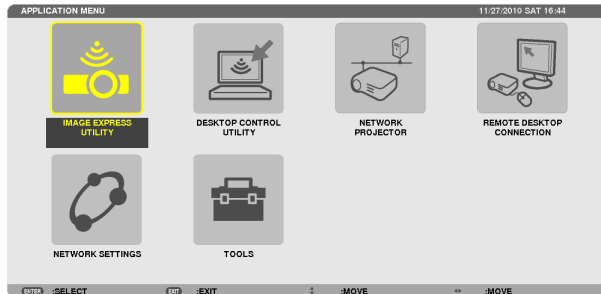 APPLICATION MENU 11/27/2010 SAT 16:44
IMAGE EXPRESS
UTILITY
DESKTOP CONTROL
UTILITY
NETWORK
PROJECTOR
REMOTE DESKTOP
CONNECTION
NETWORK SETTINGS
TOOLS
ENTER :SELECT EXIT :EXIT :MOVE :MOVE